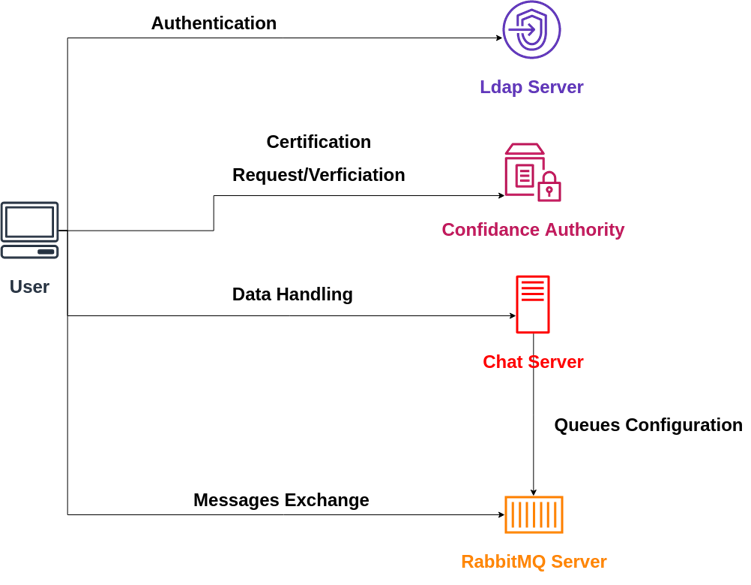 Authentication
Ldap Server
Certification
Request/Verficiation
Confidance Authority
User
Data Handling
Chat Server
Queues Configuration
Messages Exchange
RabbitMQ Server